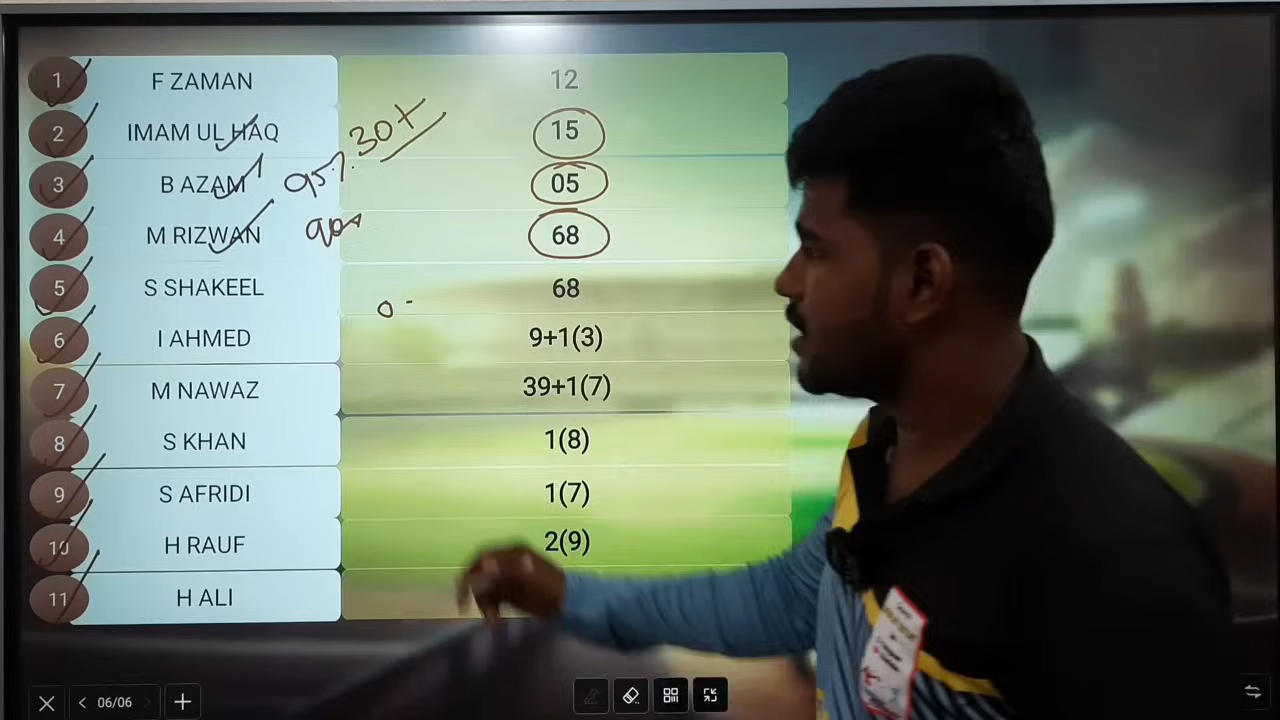 1 F ZAMAN 12
2 IMAM UL HAQ 15
30+
3 B AZAM 05
95%
4 M RIZWAN 68
90%
5 S SHAKEEL 68
6 I AHMED 9+1(3)
7 M NAWAZ 39+1(7)
8 S KHAN 1(8)
9 S AFRIDI 1(7)
10 H RAUF 2(9)
11 H ALI
06/06